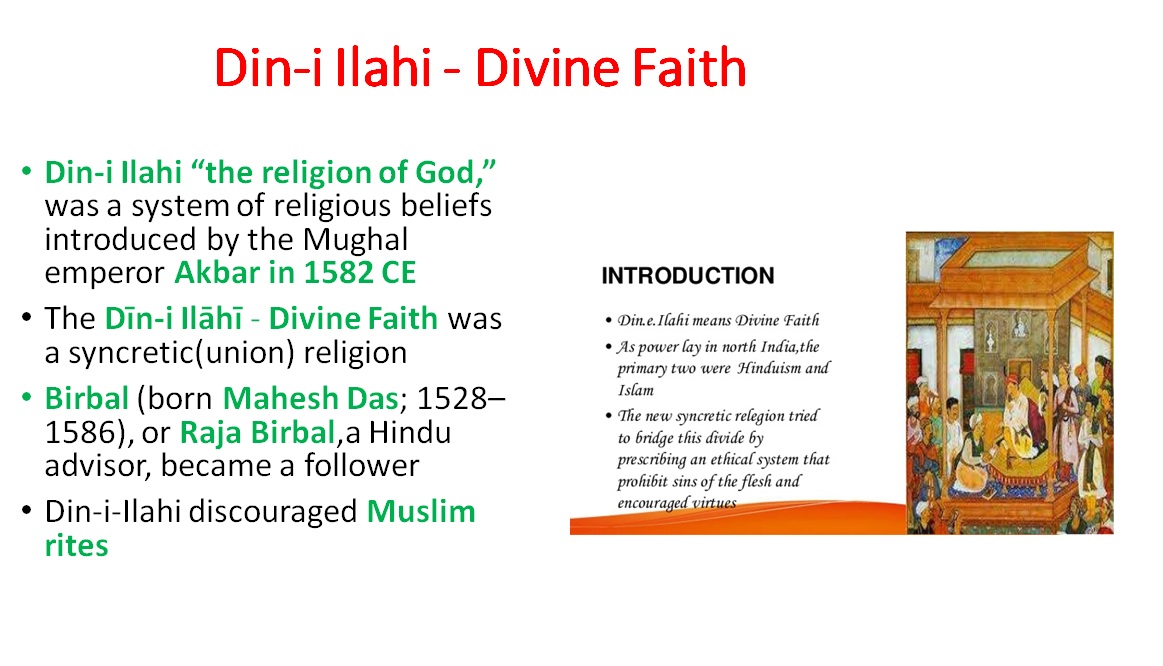 Din-i Ilahi - Divine Faith
• Din-i Ilahi “the religion of God,”
was a system of religious beliefs
introduced by the Mughal
emperor Akbar in 1582 CE
• The Dīn-i Ilāhī - Divine Faith was
a syncretic(union) religion
• Birbal (born Mahesh Das; 1528–
1586), or Raja Birbal,a Hindu
advisor, became a follower
• Din-i-Ilahi discouraged Muslim
rites
INTRODUCTION
• Din.e.Ilahi means Divine Faith
• As power lay in north India,the
primary two were Hinduism and
Islam
• The new syncretic relegion tried
to bridge this divide by
prescribing an ethical system that
prohibit sins of the flesh and
encouraged virtues